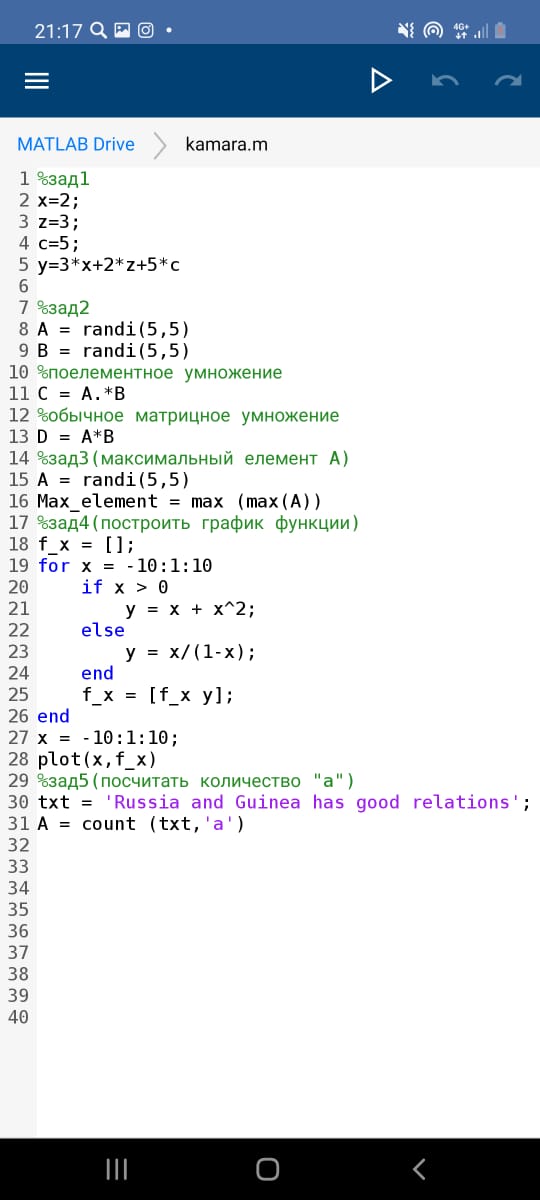 21:17 4G+
MATLAB Drive kamara.m
1 %зад1
2 x=2;
3 z=3;
4 c=5;
5 y=3*x+2*z+5*c
6
7 %зад2
8 A = randi(5,5)
9 B = randi(5,5)
10 %поелементное умножение
11 C = A.*B
12 %обычное матрицное умножение
13 D = A*B
14 %зад3(максимальный елемент A)
15 A = randi(5,5)
16 Max_element = max (max(A))
17 %зад4(построить график функции)
18 f_x = [];
19 for x = -10:1:10
20     if x > 0
21         y = x + x^2;
22     else
23         y = x/(1-x);
24     end
25     f_x = [f_x y];
26 end
27 x = -10:1:10;
28 plot(x,f_x)
29 %зад5(посчитать количество "a")
30 txt = 'Russia and Guinea has good relations';
31 A = count (txt,'a')
32
33
34
35
36
37
38
39
40